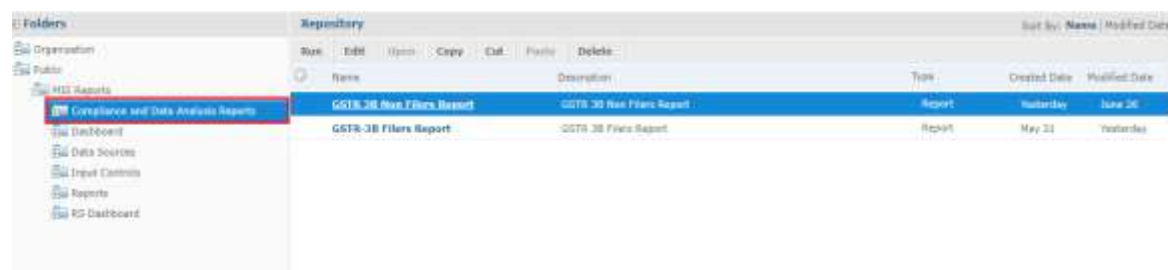 Folders
Organization
Public
MIS Reports
Compliance and Data Analysis Reports
Dashboard
Data Sources
Input Controls
Reports
RS Dashboard
Repository
Sort By: Name | Modified Date
Run Edit Open Copy Cut Paste Delete
Name Description Type Created Date Modified Date
GSTR 3B Non Filers Report GSTR 3B Non Filers Report Report Yesterday June 26
GSTR-3B Filers Report GSTR 3B Filers Report Report May 31 Yesterday